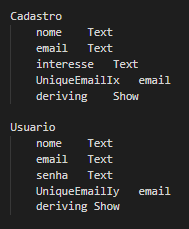 Cadastro
nome Text
email Text
interesse Text
UniqueEmailIx email
deriving Show
Usuario
nome Text
email Text
senha Text
UniqueEmailIy email
deriving Show